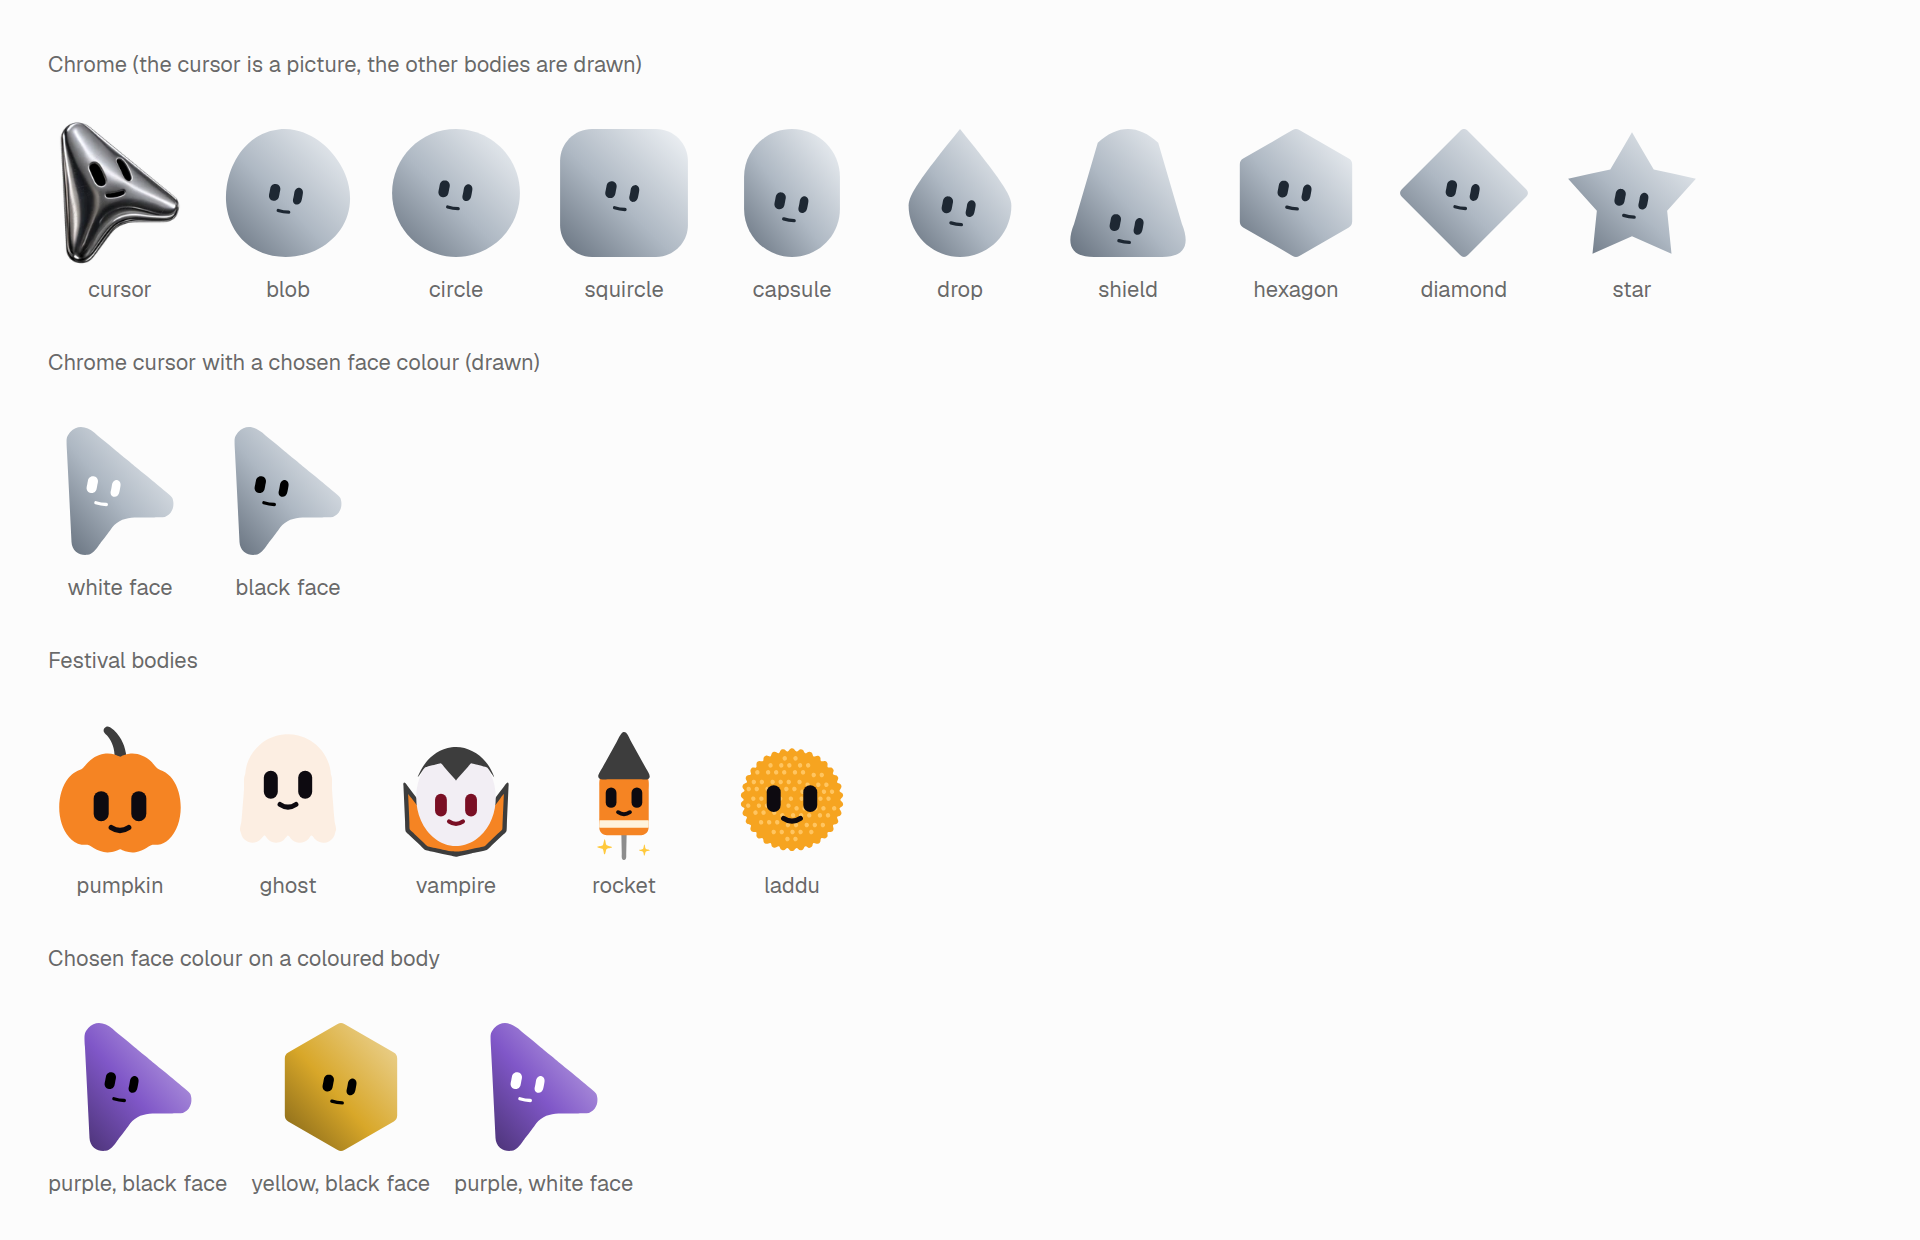 Chrome (the cursor is a picture, the other bodies are drawn)
cursor blob circle squircle capsule drop shield hexagon diamond star
Chrome cursor with a chosen face colour (drawn)
white face black face
Festival bodies
pumpkin ghost vampire rocket laddu
Chosen face colour on a coloured body
purple, black face yellow, black face purple, white face